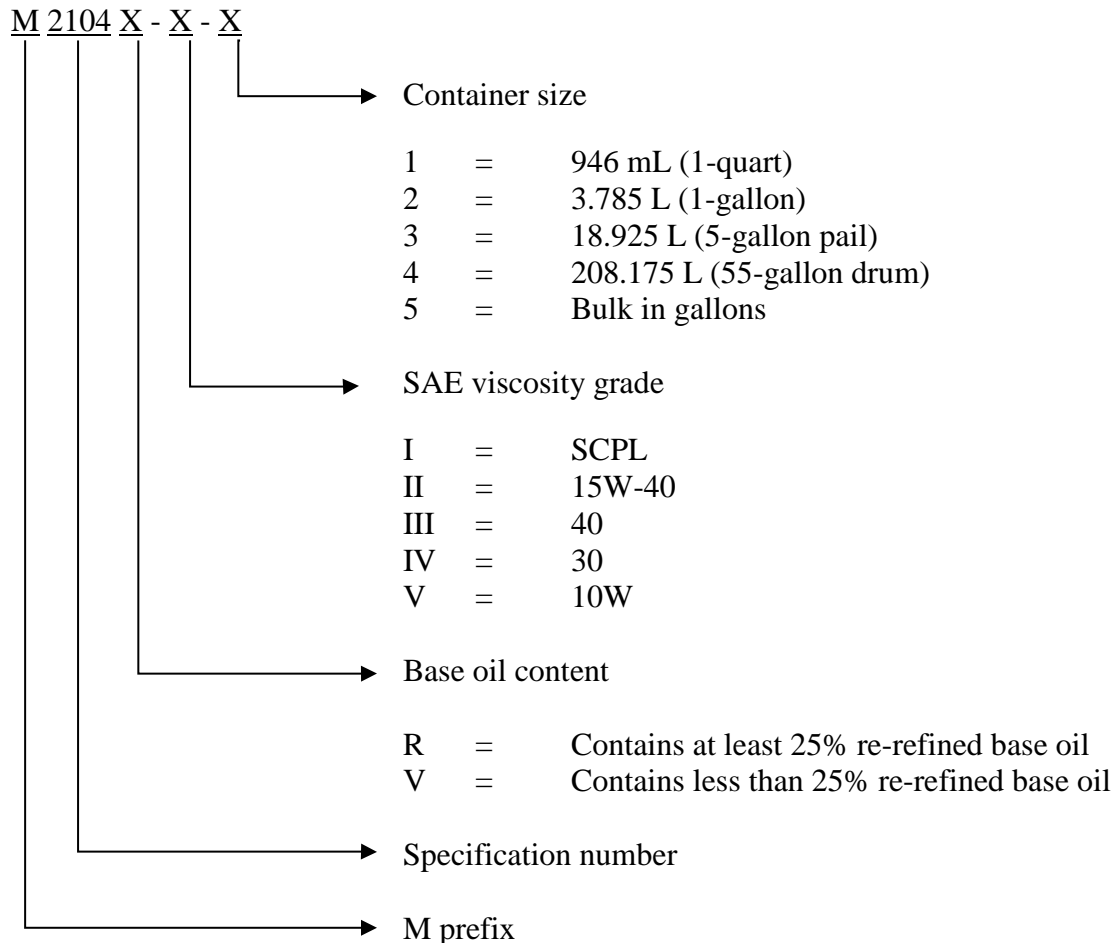 M 2104 X - X - X
Container size
1 = 946 mL (1-quart)
2 = 3.785 L (1-gallon)
3 = 18.925 L (5-gallon pail)
4 = 208.175 L (55-gallon drum)
5 = Bulk in gallons
SAE viscosity grade
I = SCPL
II = 15W-40
III = 40
IV = 30
V = 10W
Base oil content
R = Contains at least 25% re-refined base oil
V = Contains less than 25% re-refined base oil
Specification number
M prefix